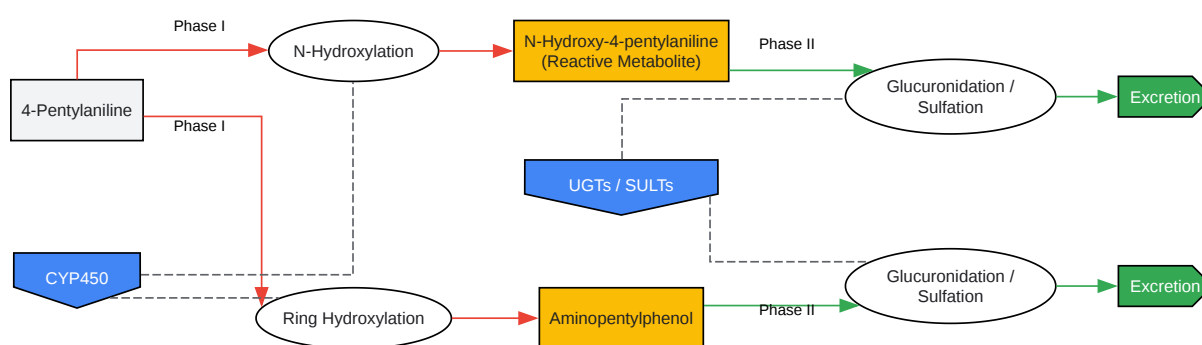 Phase I
N-Hydroxylation
N-Hydroxy-4-pentylaniline
(Reactive Metabolite)
Phase II
Glucuronidation /
Sulfation
Excretion
4-Pentylaniline
Phase I
UGTs / SULTs
CYP450
Ring Hydroxylation
Aminopentylphenol
Phase II
Glucuronidation /
Sulfation
Excretion